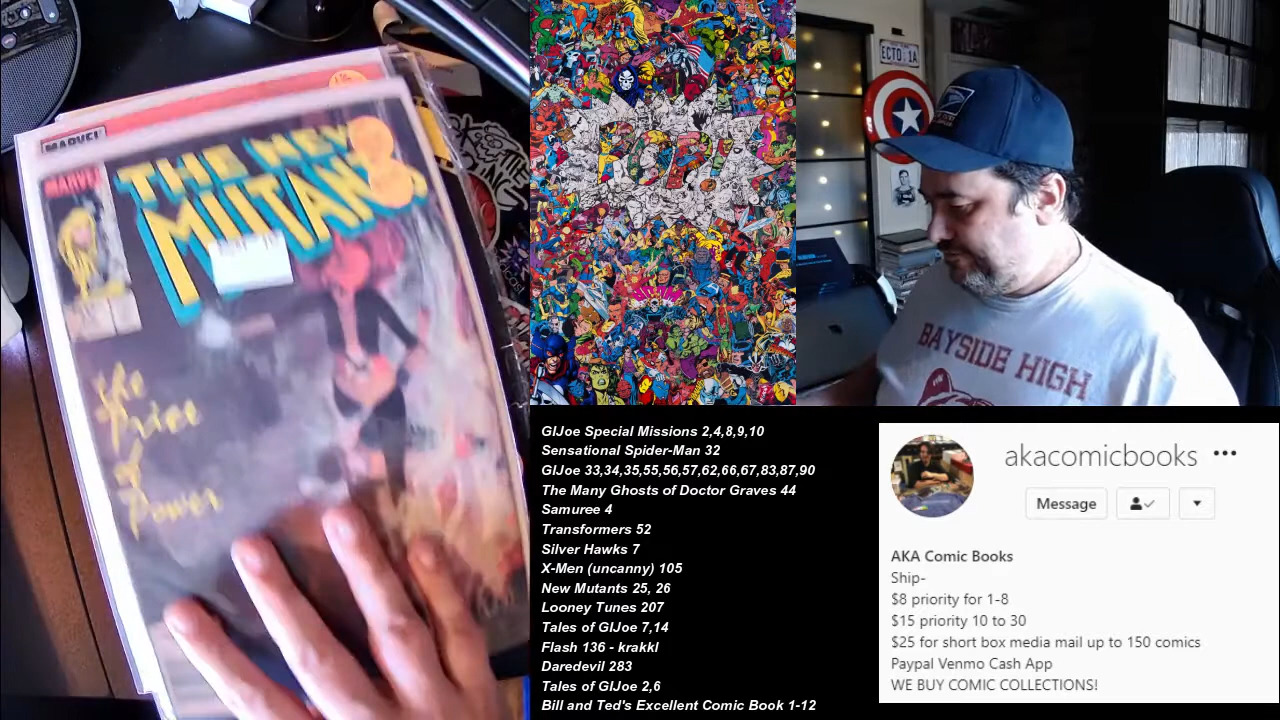 MARVEL
THE NEW
MUTANTS
MARVEL
The
Price
of
Power
ECTO-1A
BAYSIDE HIGH
GIJoe Special Missions 2,4,8,9,10
Sensational Spider-Man 32
GIJoe 33,34,35,55,56,57,62,66,67,83,87,90
The Many Ghosts of Doctor Graves 44
Samuree 4
Transformers 52
Silver Hawks 7
X-Men (uncanny) 105
New Mutants 25, 26
Looney Tunes 207
Tales of GIJoe 7,14
Flash 136 - krakkl
Daredevil 283
Tales of GIJoe 2,6
Bill and Ted's Excellent Comic Book 1-12
akacomicbooks
Message
AKA Comic Books
Ship-
$8 priority for 1-8
$15 priority 10 to 30
$25 for short box media mail up to 150 comics
Paypal Venmo Cash App
WE BUY COMIC COLLECTIONS!